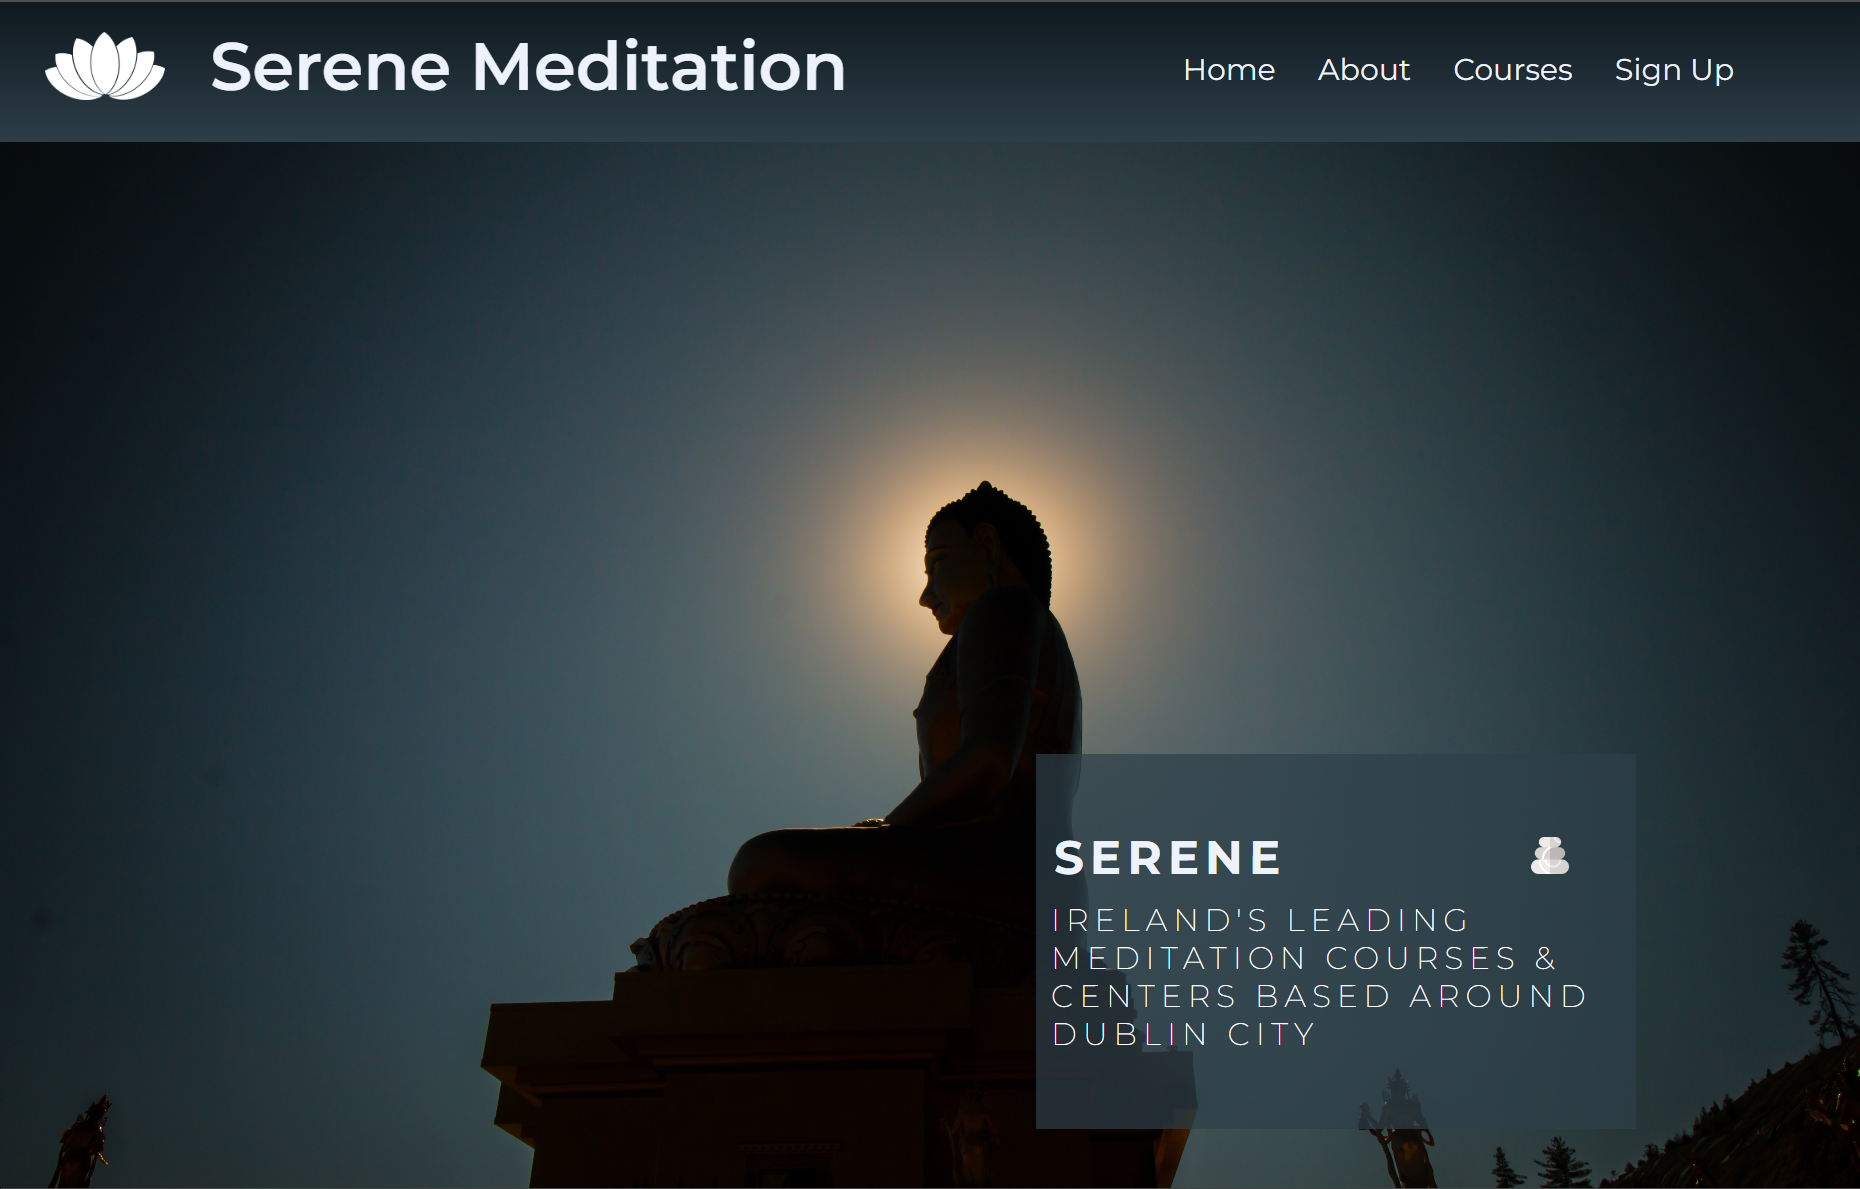 Serene Meditation
Home About Courses Sign Up
SERENE
IRELAND'S LEADING
MEDITATION COURSES &
CENTERS BASED AROUND
DUBLIN CITY